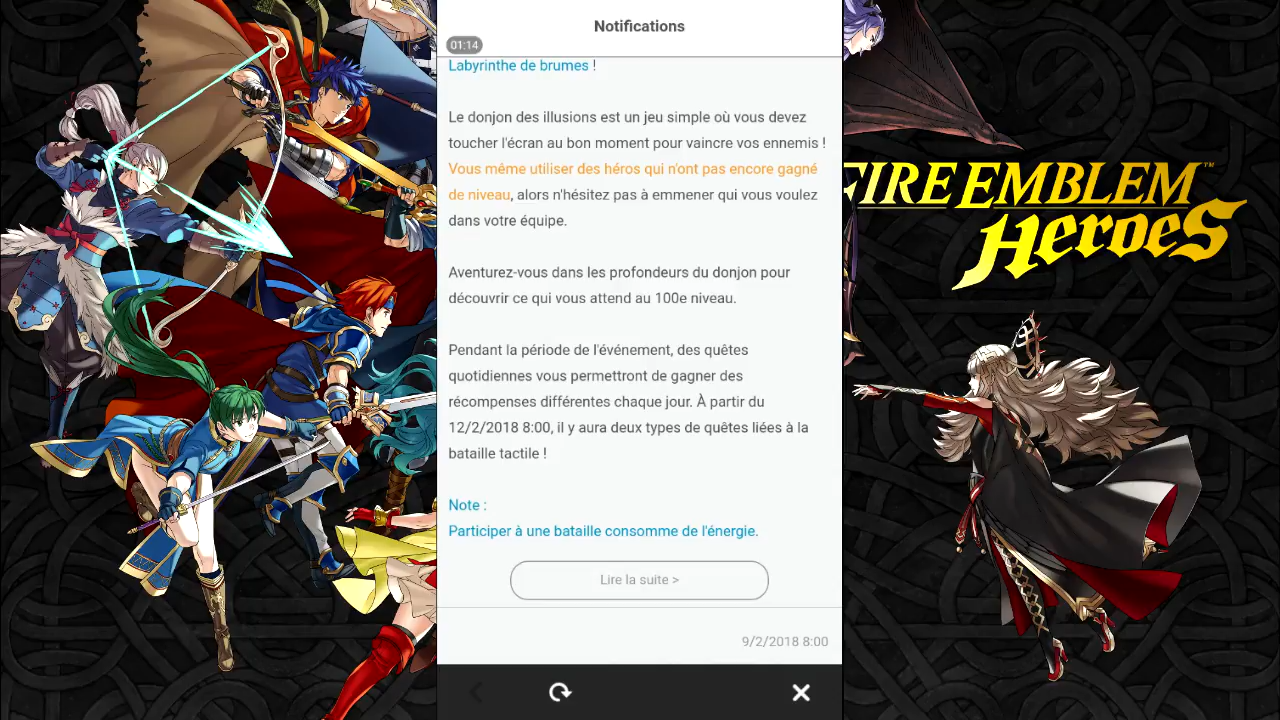 Notifications
01:14
Labyrinthe de brumes !
Le donjon des illusions est un jeu simple où vous devez
toucher l'écran au bon moment pour vaincre vos ennemis !
Vous même utiliser des héros qui n'ont pas encore gagné
de niveau, alors n'hésitez pas à emmener qui vous voulez
dans votre équipe.
Aventurez-vous dans les profondeurs du donjon pour
découvrir ce qui vous attend au 100e niveau.
Pendant la période de l'événement, des quêtes
quotidiennes vous permettront de gagner des
récompenses différentes chaque jour. À partir du
12/2/2018 8:00, il y aura deux types de quêtes liées à la
bataille tactile !
Note :
Participer à une bataille consomme de l'énergie.
Lire la suite >
9/2/2018 8:00
FIRE EMBLEM™
Heroes